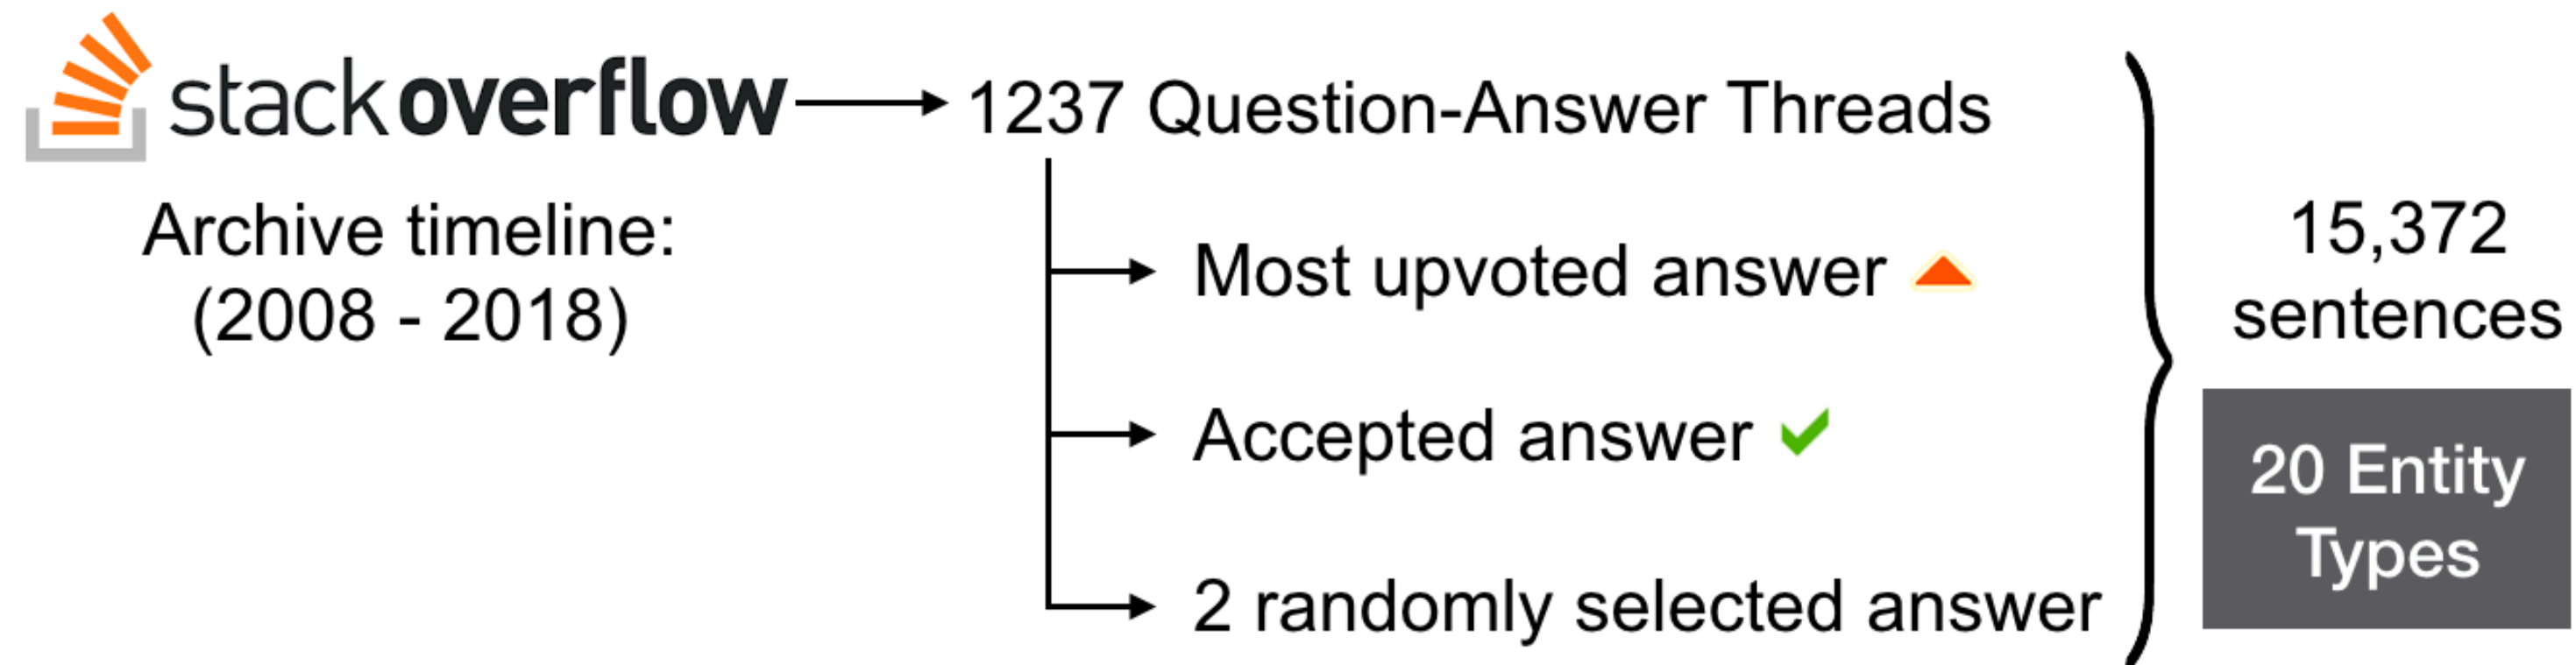 stackoverflow
1237 Question-Answer Threads
Archive timeline:
(2008 - 2018)
Most upvoted answer
Accepted answer
2 randomly selected answer
15,372
sentences
20 Entity
Types